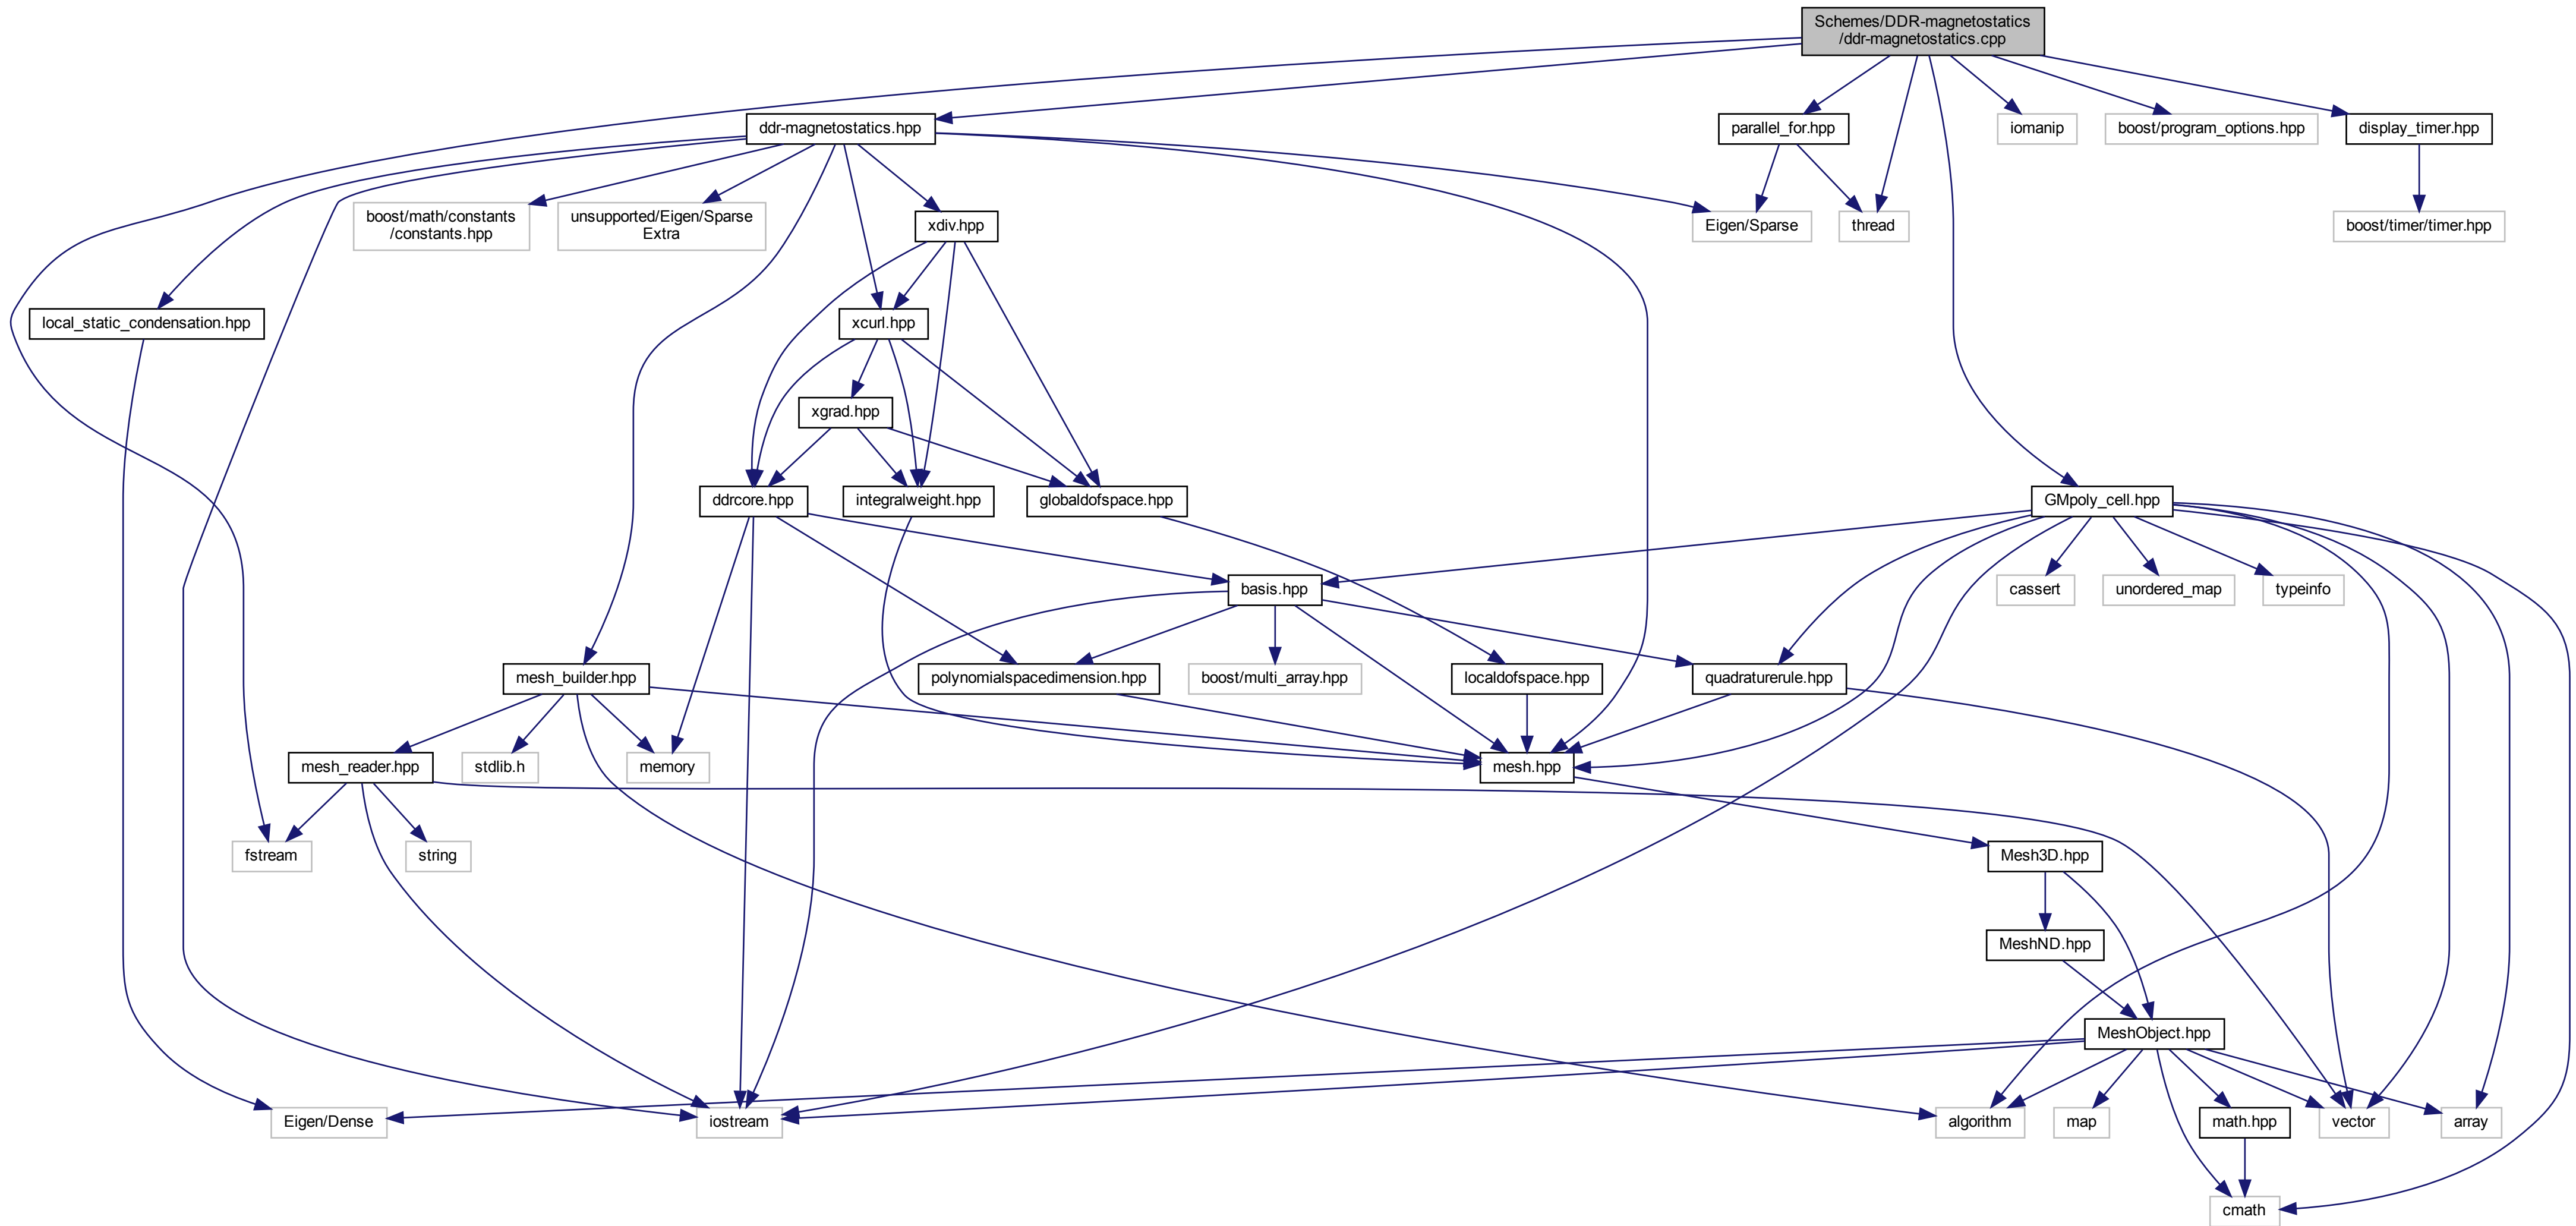 Schemes/DDR-magnetostatics
/ddr-magnetostatics.cpp
ddr-magnetostatics.hpp
parallel_for.hpp
iomanip
boost/program_options.hpp
display_timer.hpp
boost/math/constants
/constants.hpp
unsupported/Eigen/Sparse
Extra
xdiv.hpp
Eigen/Sparse
thread
boost/timer/timer.hpp
local_static_condensation.hpp
xcurl.hpp
xgrad.hpp
ddrcore.hpp
integralweight.hpp
globaldofspace.hpp
GMpoly_cell.hpp
basis.hpp
cassert
unordered_map
typeinfo
mesh_builder.hpp
polynomialspacedimension.hpp
boost/multi_array.hpp
localdofspace.hpp
quadraturerule.hpp
mesh_reader.hpp
stdlib.h
memory
mesh.hpp
fstream
string
Mesh3D.hpp
MeshND.hpp
MeshObject.hpp
Eigen/Dense
iostream
algorithm
map
math.hpp
vector
array
cmath